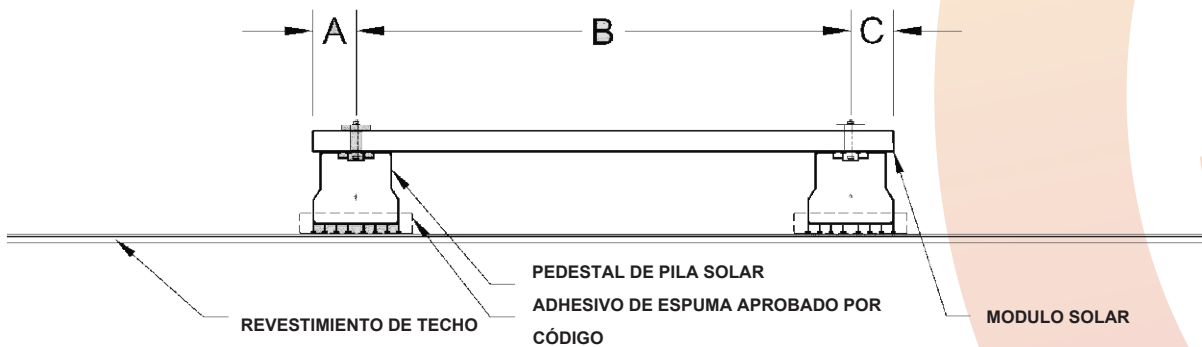 A B C
PEDESTAL DE PILA SOLAR
ADHESIVO DE ESPUMA APROBADO POR
CÓDIGO
REVESTIMIENTO DE TECHO
MODULO SOLAR